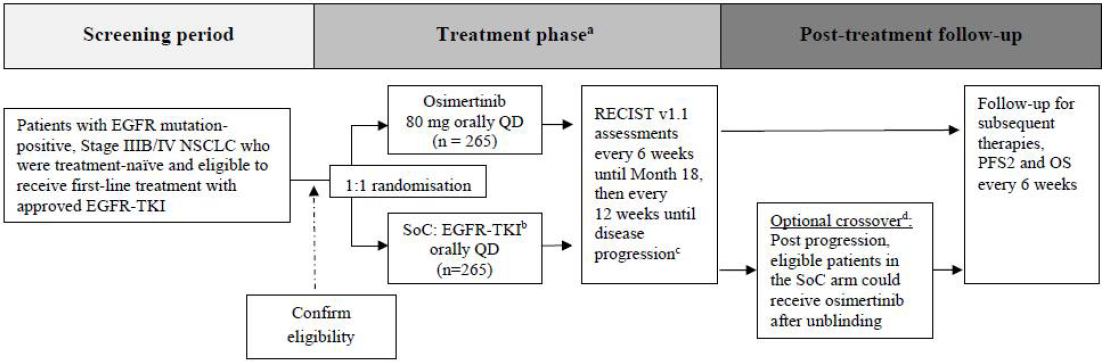 Screening period
Treatment phaseᵃ
Post-treatment follow-up
Patients with EGFR mutation-
positive, Stage IIIB/IV NSCLC who
were treatment-naïve and eligible to
receive first-line treatment with
approved EGFR-TKI
Confirm
eligibility
1:1 randomisation
Osimertinib
80 mg orally QD
(n = 265)
SoC: EGFR-TKIᵇ
orally QD
(n=265)
RECIST v1.1
assessments
every 6 weeks
until Month 18,
then every
12 weeks until
disease
progressionᶜ
Optional crossoverᵈ:
Post progression,
eligible patients in
the SoC arm could
receive osimertinib
after unblinding
Follow-up for
subsequent
therapies,
PFS2 and OS
every 6 weeks